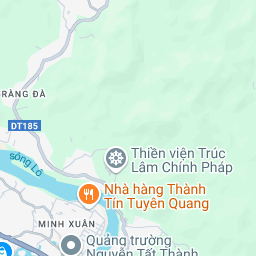 RÀNG ĐÀ
DT185
Thiền viện Trúc
Lâm Chính Pháp
sông Lô
Nhà hàng Thành
Tín Tuyên Quang
MINH XUÂN
Quảng trường
Nguyễn Tất Thành